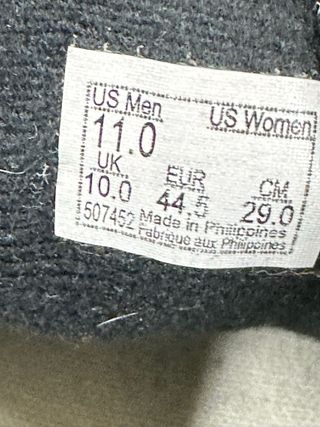 US Men US Women
11.0
UK EUR CM
10.0 44.5 29.0
507452 Made in Philippines
Fabrique aux Philippines